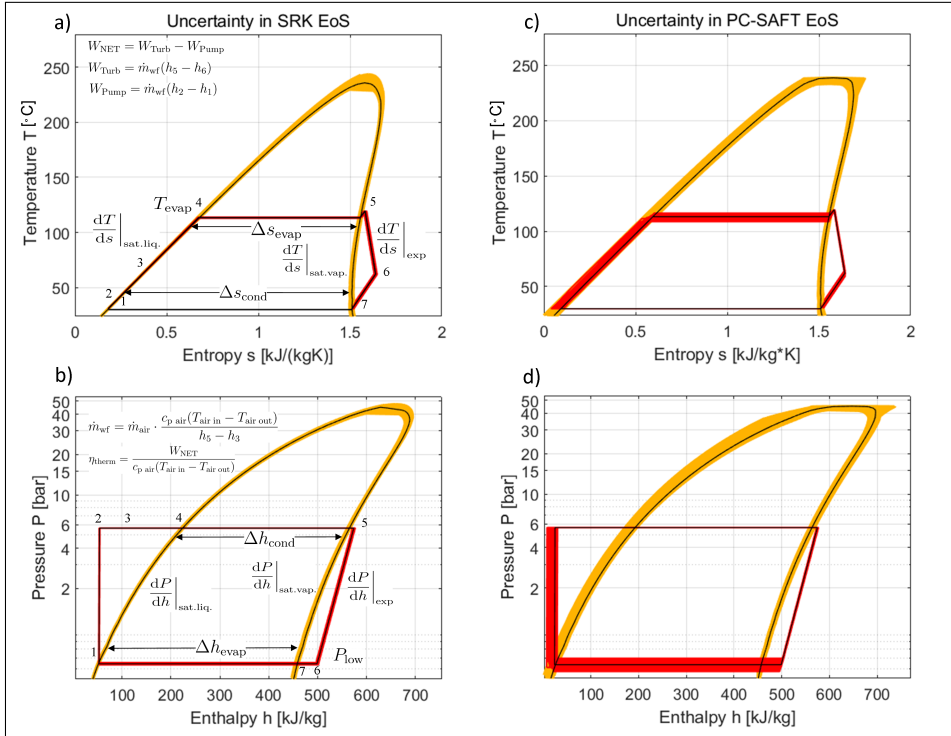 a)
Uncertainty in SRK EoS
W_NET = W_Turb − W_Pump
W_Turb = ṁ_wf(h_5 − h_6)
W_Pump = ṁ_wf(h_2 − h_1)
Temperature T [°C]
250
200
150
100
50
0
0.5
1
1.5
2
Entropy s [kJ/(kgK)]
T_evap
4
5
dT/ds|_sat.liq.
Δs_evap
dT/ds|_sat.vap.
dT/ds|_exp
3
6
2
1
Δs_cond
7
c)
Uncertainty in PC-SAFT EoS
Temperature T [°C]
250
200
150
100
50
0
0.5
1
1.5
2
Entropy s [kJ/kg*K]
b)
ṁ_wf = ṁ_air · c_p air(T_air in − T_air out)/(h_5 − h_3)
η_therm = W_NET/(c_p air(T_air in − T_air out))
Pressure P [bar]
50
40
30
20
15
10
6
4
2
2
3
4
5
Δh_cond
dP/dh|_sat.liq.
dP/dh|_sat.vap.
dP/dh|_exp
1
Δh_evap
P_low
7
6
100
200
300
400
500
600
700
Enthalpy h [kJ/kg]
d)
Pressure P [bar]
50
40
30
20
15
10
6
4
2
100
200
300
400
500
600
700
Enthalpy h [kJ/kg]